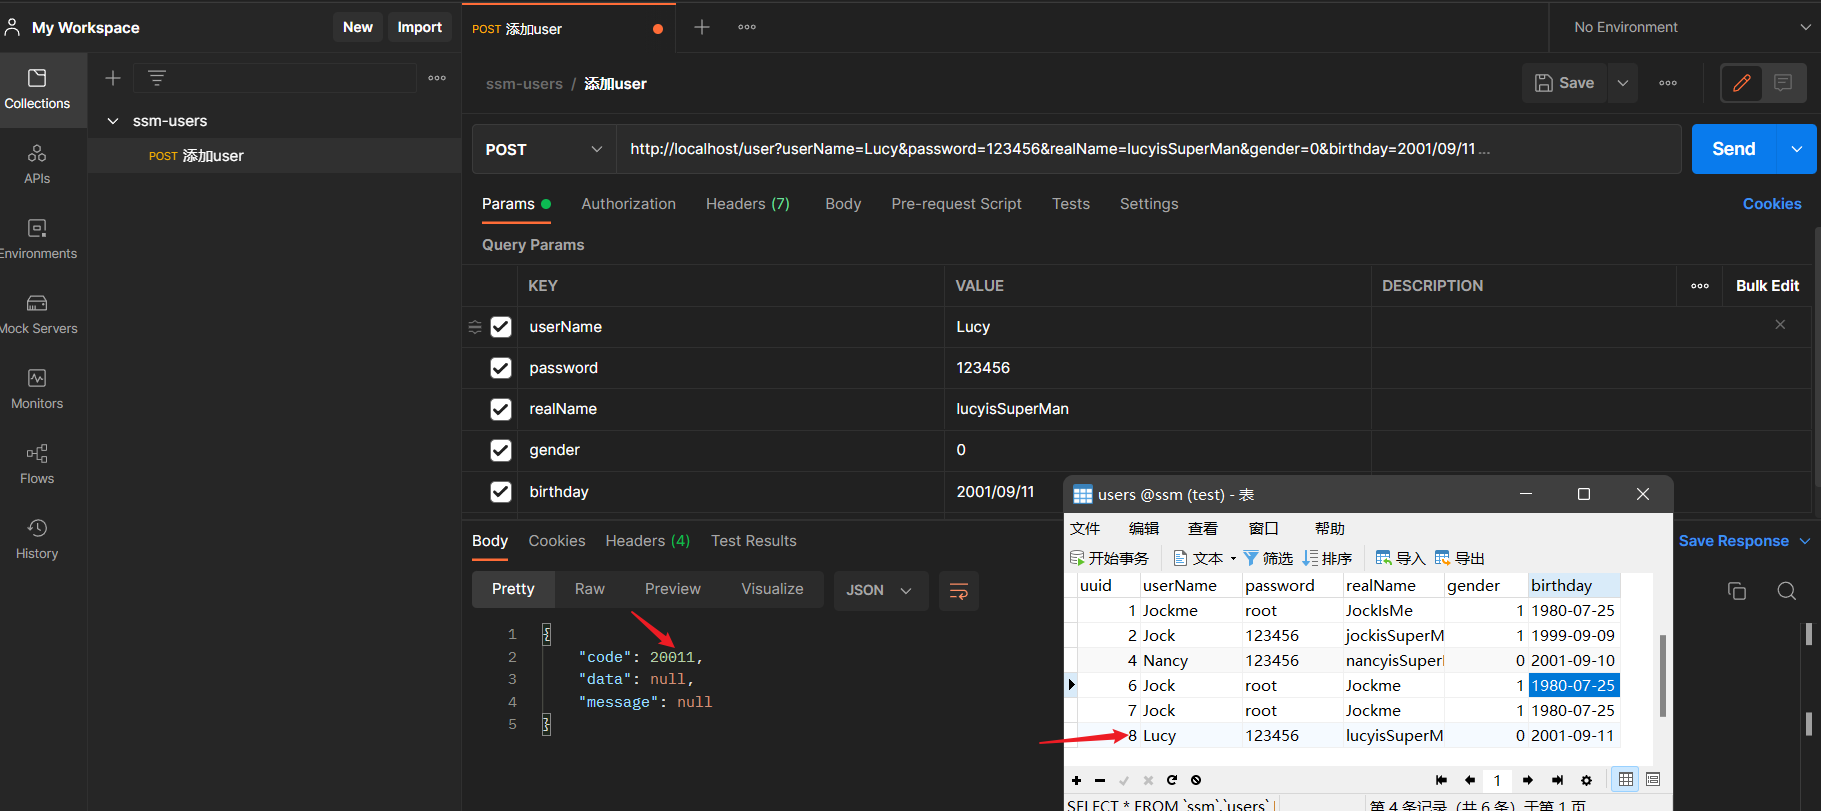 My Workspace
New
Import
POST 添加user
No Environment
Collections
APIs
Environments
Mock Servers
Monitors
Flows
History
ssm-users
POST 添加user
ssm-users / 添加user
Save
POST
http://localhost/user?userName=Lucy&password=123456&realName=lucyisSuperMan&gender=0&birthday=2001/09/11...
Send
Params
Authorization
Headers (7)
Body
Pre-request Script
Tests
Settings
Cookies
Query Params
KEY VALUE DESCRIPTION
Bulk Edit
userName Lucy
password 123456
realName lucyisSuperMan
gender 0
birthday 2001/09/11
Body
Cookies
Headers (4)
Test Results
Save Response
Pretty
Raw
Preview
Visualize
JSON
1 {
2 "code": 20011,
3 "data": null,
4 "message": null
5 }
users @ssm (test) - 表
文件 编辑 查看 窗口 帮助
开始事务 文本 筛选 排序 导入 导出
uuid userName password realName gender birthday
1 Jockme root JockIsMe 1 1980-07-25
2 Jock 123456 jockisSuperM 1 1999-09-09
4 Nancy 123456 nancyisSuperl 0 2001-09-10
6 Jock root Jockme 1 1980-07-25
7 Jock root Jockme 1 1980-07-25
8 Lucy 123456 lucyisSuperM 0 2001-09-11
1
SELECT * FROM `ssm`.`users`
第 4 条记录（共 6 条）于第 1 页